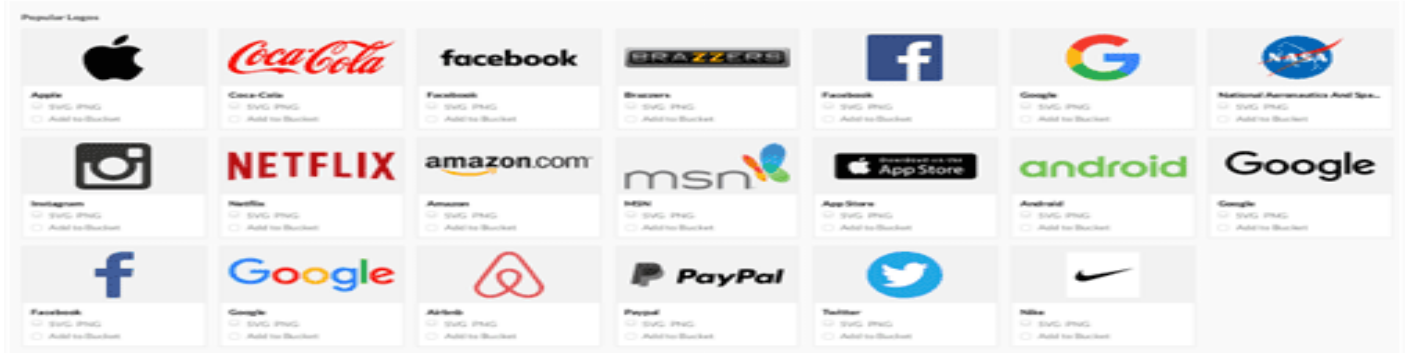 Popular Logos
Coca-Cola
facebook
BRAZZERS
f
G
NASA
Apple
SVG PNG
Add to Bucket
Coca-Cola
SVG PNG
Add to Bucket
Facebook
SVG PNG
Add to Bucket
Brazzers
SVG PNG
Add to Bucket
Facebook
SVG PNG
Add to Bucket
Google
SVG PNG
Add to Bucket
National Aeronautics And Spa...
SVG PNG
Add to Bucket
NETFLIX
amazon.com
msn
Download on the
App Store
android
Google
Instagram
SVG PNG
Add to Bucket
Netflix
SVG PNG
Add to Bucket
Amazon
SVG PNG
Add to Bucket
MSN
SVG PNG
Add to Bucket
App Store
SVG PNG
Add to Bucket
Android
SVG PNG
Add to Bucket
Google
SVG PNG
Add to Bucket
f
Google
PayPal
Facebook
SVG PNG
Add to Bucket
Google
SVG PNG
Add to Bucket
Airbnb
SVG PNG
Add to Bucket
Paypal
SVG PNG
Add to Bucket
Twitter
SVG PNG
Add to Bucket
Nike
SVG PNG
Add to Bucket